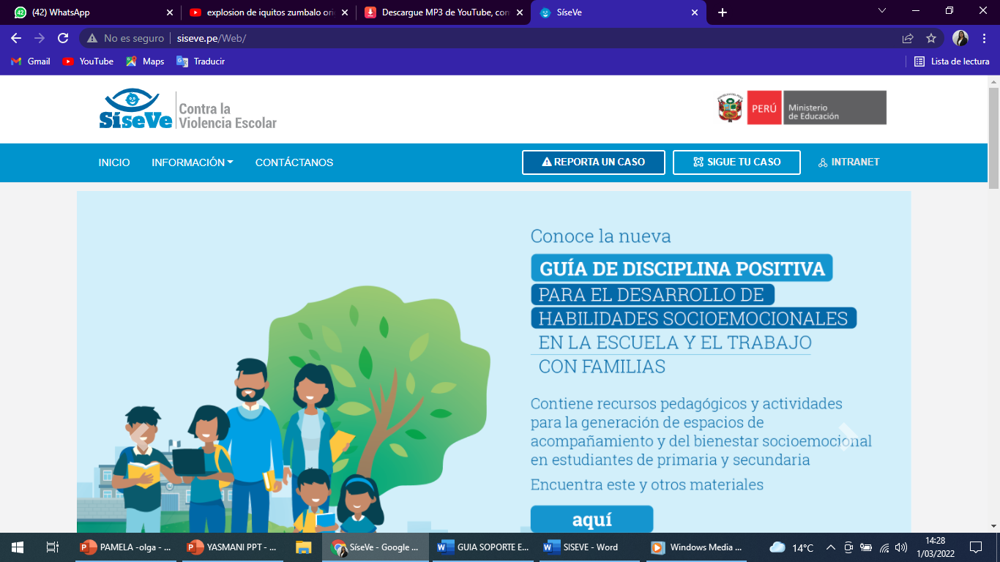 (42) WhatsApp
explosion de iquitos zumbalo ori
Descargue MP3 de YouTube, con
SíseVe
No es seguro
siseve.pe/Web/
Gmail
YouTube
Maps
Traducir
Lista de lectura
SíseVe
Contra la
Violencia Escolar
PERÚ
Ministerio
de Educación
INICIO
INFORMACIÓN
CONTÁCTANOS
REPORTA UN CASO
SIGUE TU CASO
INTRANET
Conoce la nueva
GUÍA DE DISCIPLINA POSITIVA
PARA EL DESARROLLO DE
HABILIDADES SOCIOEMOCIONALES
EN LA ESCUELA Y EL TRABAJO
CON FAMILIAS
Contiene recursos pedagógicos y actividades
para la generación de espacios de
acompañamiento y del bienestar socioemocional
en estudiantes de primaria y secundaria
Encuentra este y otros materiales
aquí
PAMELA -olga - ...
YASMANI PPT - ...
SíseVe - Google ...
GUIA SOPORTE E...
SISEVE - Word
Windows Media ...
14°C
14:28
1/03/2022